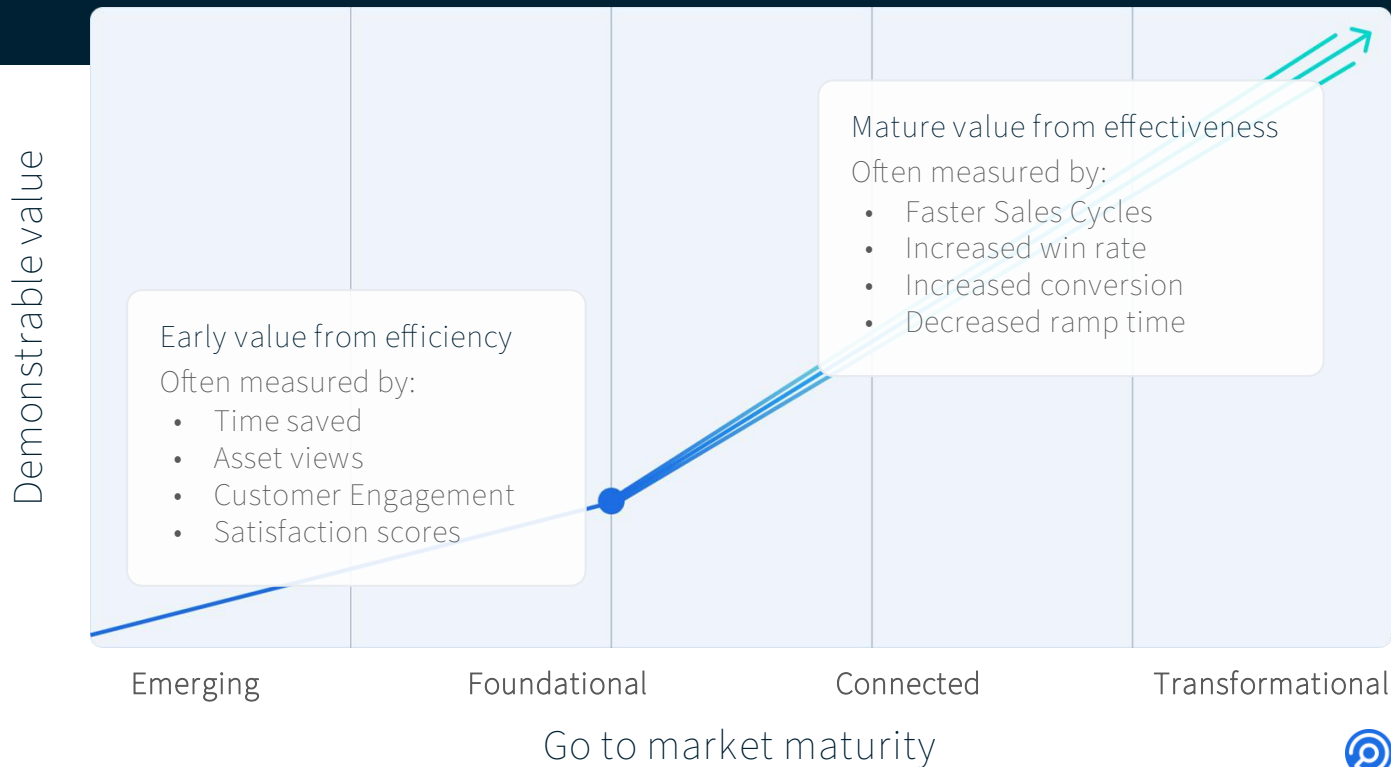 Demonstrable value
Early value from efficiency
Often measured by:
• Time saved
• Asset views
• Customer Engagement
• Satisfaction scores
Mature value from effectiveness
Often measured by:
• Faster Sales Cycles
• Increased win rate
• Increased conversion
• Decreased ramp time
Emerging
Foundational
Connected
Transformational
Go to market maturity